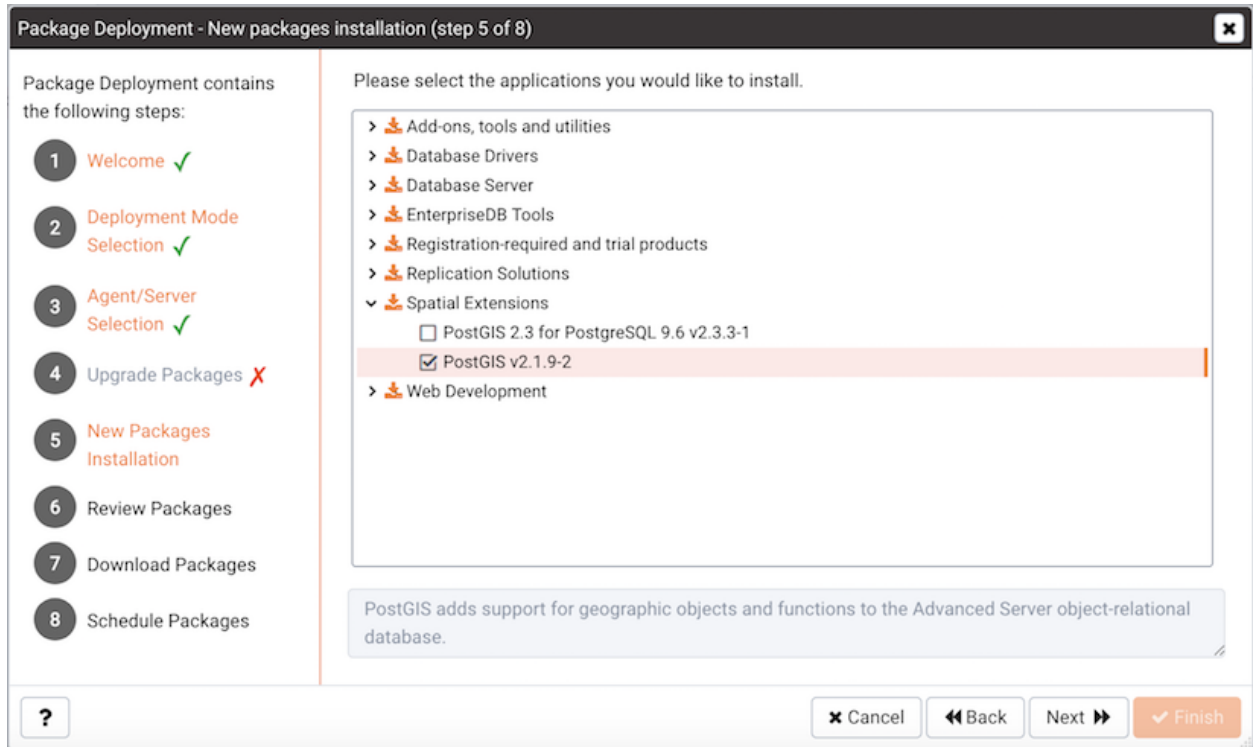 Package Deployment - New packages installation (step 5 of 8)
Package Deployment contains
the following steps:
1 Welcome
2 Deployment Mode
Selection
3 Agent/Server
Selection
4 Upgrade Packages
5 New Packages
Installation
6 Review Packages
7 Download Packages
8 Schedule Packages
Please select the applications you would like to install.
Add-ons, tools and utilities
Database Drivers
Database Server
EnterpriseDB Tools
Registration-required and trial products
Replication Solutions
Spatial Extensions
PostGIS 2.3 for PostgreSQL 9.6 v2.3.3-1
PostGIS v2.1.9-2
Web Development
PostGIS adds support for geographic objects and functions to the Advanced Server object-relational
database.
? Cancel Back Next Finish